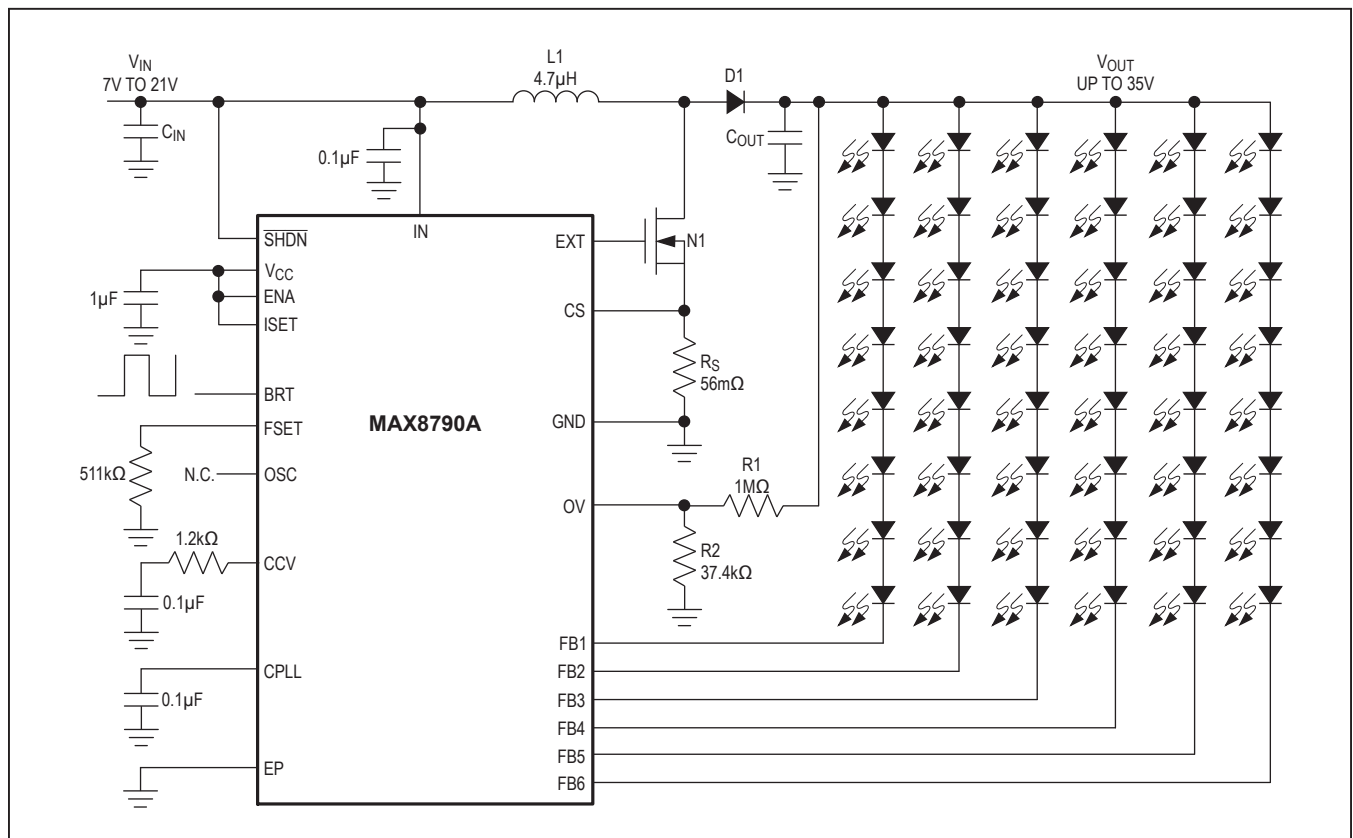 V_IN
7V TO 21V
L1
4.7µH
D1
V_OUT
UP TO 35V
C_IN
0.1µF
C_OUT
SHDN
IN
EXT
N1
V_CC
1µF
ENA
ISET
CS
R_S
56mΩ
BRT
MAX8790A
GND
FSET
511kΩ
N.C.
OSC
R1
1MΩ
OV
1.2kΩ
CCV
R2
37.4kΩ
0.1µF
FB1
CPLL
FB2
0.1µF
FB3
FB4
EP
FB5
FB6